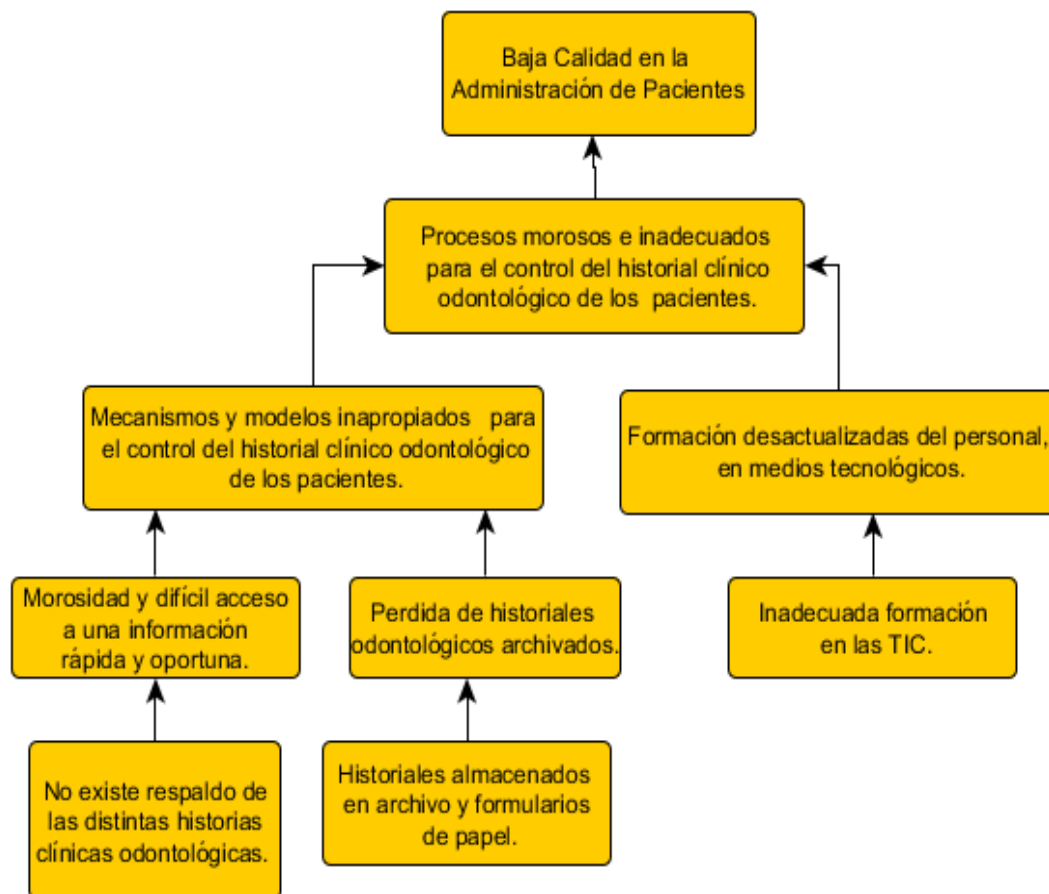 Baja Calidad en la
Administración de Pacientes
Procesos morosos e inadecuados
para el control del historial clínico
odontológico de los pacientes.
Mecanismos y modelos inapropiados para
el control del historial clínico odontológico
de los pacientes.
Formación desactualizadas del personal,
en medios tecnológicos.
Morosidad y difícil acceso
a una información
rápida y oportuna.
Perdida de historiales
odontológicos archivados.
Inadecuada formación
en las TIC.
No existe respaldo de
las distintas historias
clínicas odontológicas.
Historiales almacenados
en archivo y formularios
de papel.